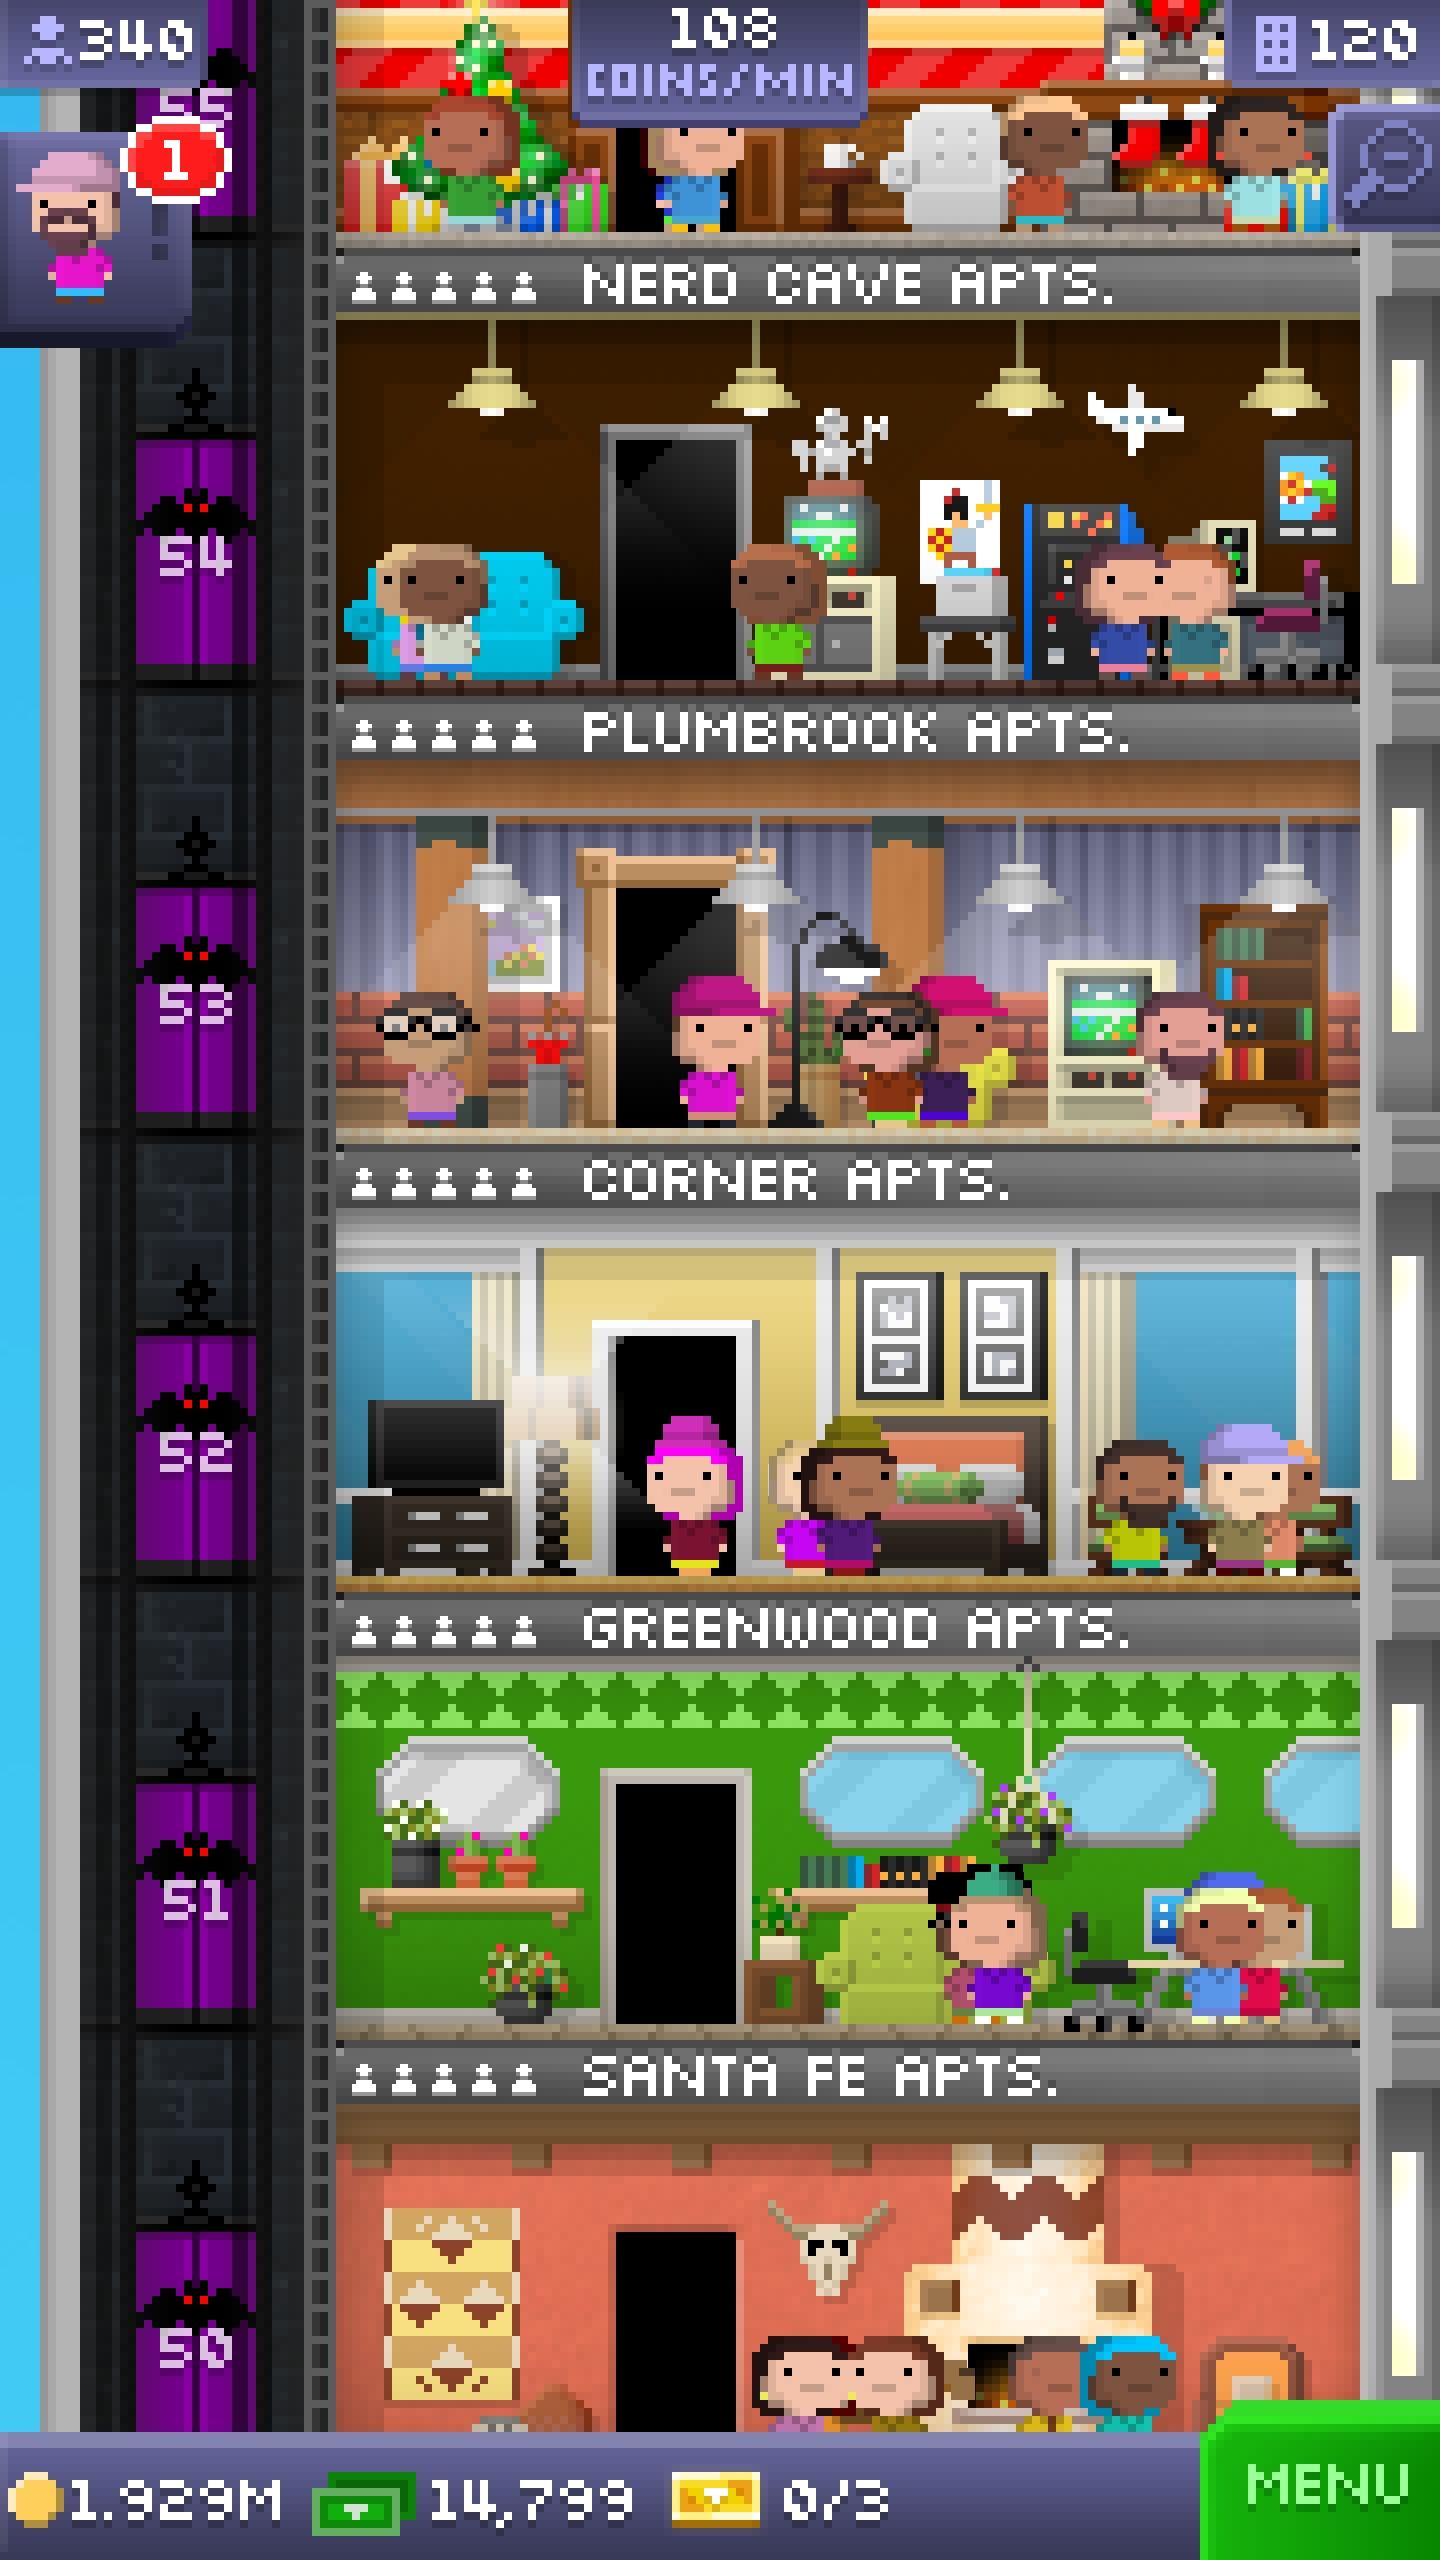 340
108
COINS/MIN
120
55
1
NERD CAVE APTS.
54
PLUMBROOK APTS.
53
CORNER APTS.
52
GREENWOOD APTS.
51
SANTA FE APTS.
50
1.929M
14,799
0/3
MENU